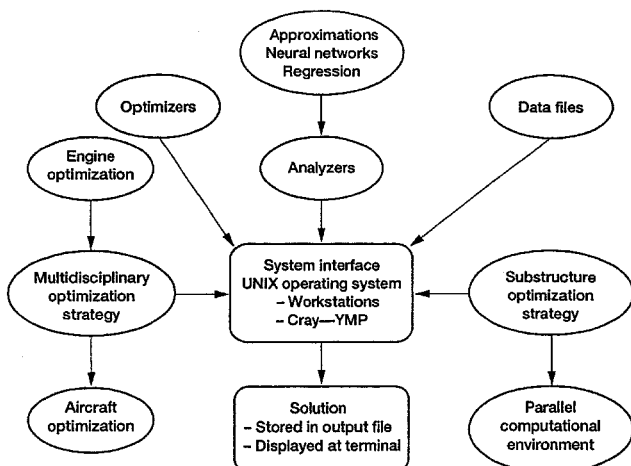 Approximations
Neural networks
Regression
Optimizers
Data files
Engine
optimization
Analyzers
System interface
UNIX operating system
– Workstations
– Cray—YMP
Multidisciplinary
optimization
strategy
Substructure
optimization
strategy
Aircraft
optimization
Solution
– Stored in output file
– Displayed at terminal
Parallel
computational
environment